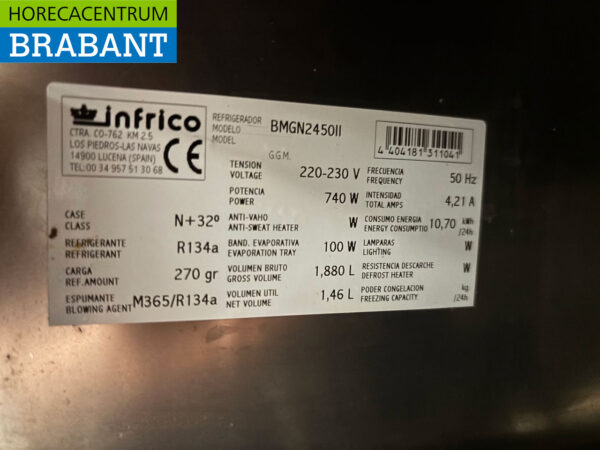 HORECACENTRUM
BRABANT
infrico
CTRA. CO-762 KM 2.5
LOS PIEDROS-LAS NAVAS
14900 LUCENA (SPAIN)
TEL:00 34 957 51 30 68
CE
REFRIGERADOR
MODELO
MODEL
BMGN2450II
G.G.M.
4 404181 311041
TENSION
VOLTAGE
220-230 V
FRECUENCIA
FREQUENCY
50 Hz
POTENCIA
POWER
740 W
INTENSIDAD
TOTAL AMPS
4,21 A
CASE
CLASS
N+32º
ANTI-VAHO
ANTI-SWEAT HEATER
W
CONSUMO ENERGIA
ENERGY CONSUMPTIO
10,70
kWh
/24h
REFRIGERANTE
REFRIGERANT
R134a
BAND. EVAPORATIVA
EVAPORATION TRAY
100 W
LAMPARAS
LIGHTING
W
CARGA
REF.AMOUNT
270 gr
VOLUMEN BRUTO
GROSS VOLUME
1,880 L
RESISTENCIA DESCARCHE
DEFROST HEATER
W
ESPUMANTE
BLOWING AGENT
M365/R134a
VOLUMEN UTIL
NET VOLUME
1,46 L
PODER CONGELACION
FREEZING CAPACITY
kg.
/24h